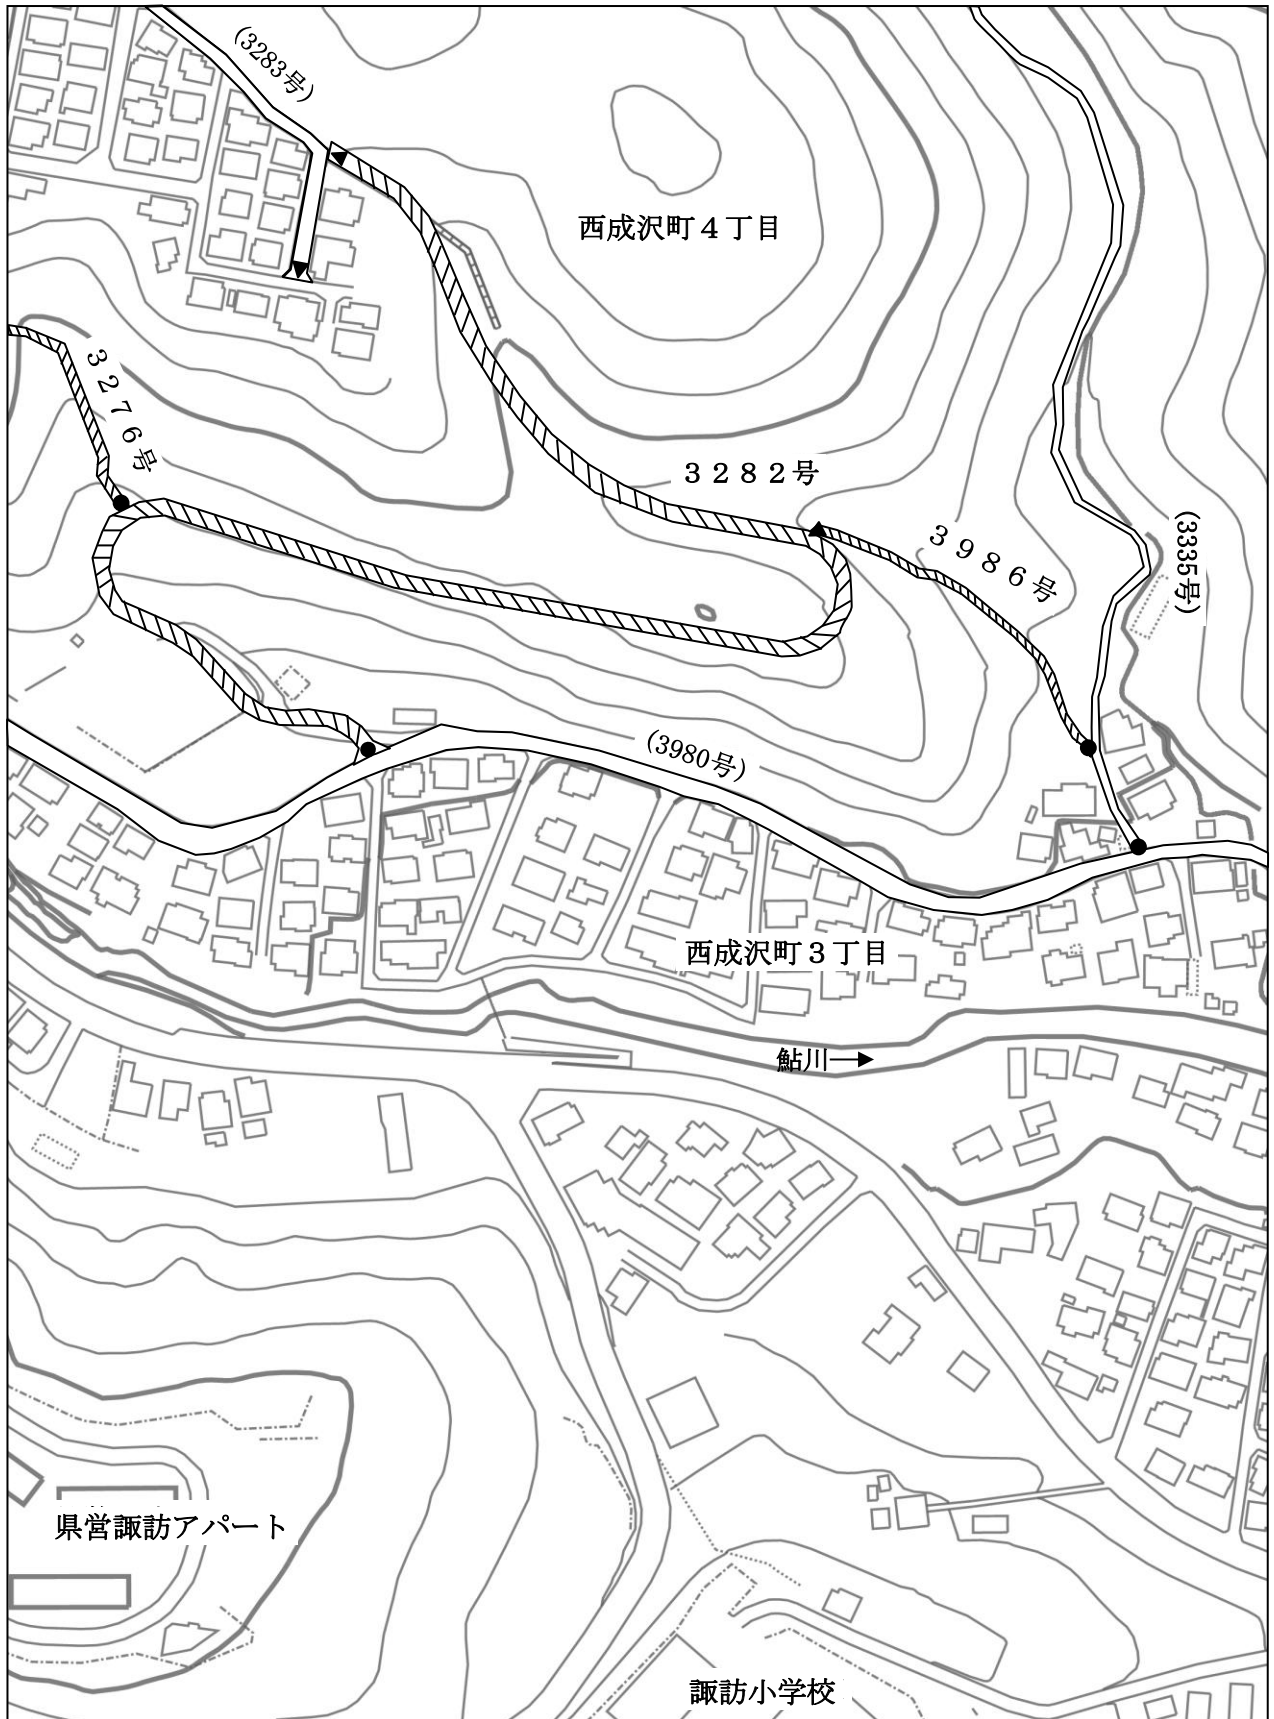 (3283号)
西成沢町４丁目
３２７６号
３２８２号
３９８６号
(3335号)
(3980号)
西成沢町３丁目
鮎川
県営諏訪アパート
諏訪小学校